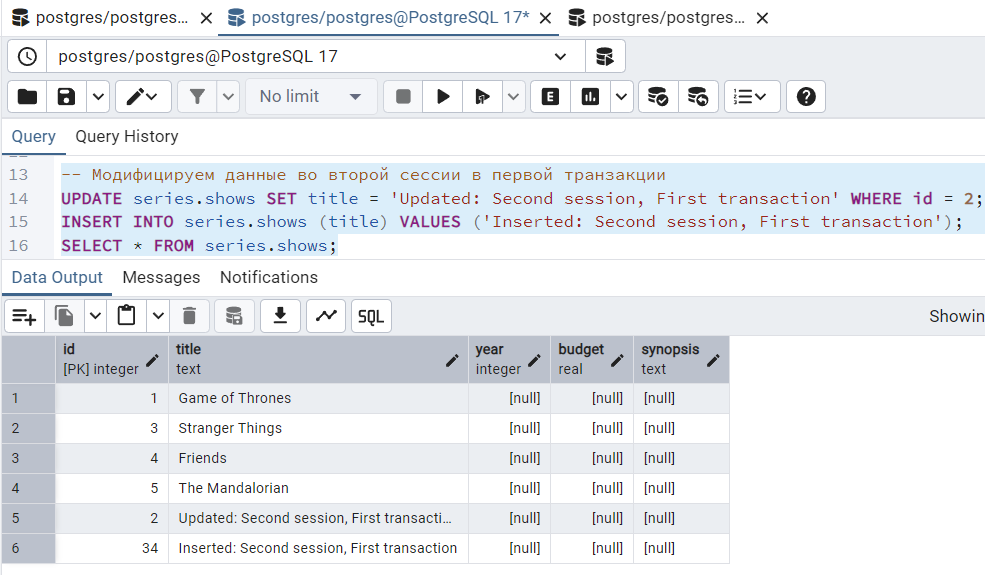 postgres/postgres... × postgres/postgres@PostgreSQL 17* × postgres/postgres... ×
postgres/postgres@PostgreSQL 17
No limit
Query Query History
13 -- Модифицируем данные во второй сессии в первой транзакции
14 UPDATE series.shows SET title = 'Updated: Second session, First transaction' WHERE id = 2;
15 INSERT INTO series.shows (title) VALUES ('Inserted: Second session, First transaction');
16 SELECT * FROM series.shows;
Data Output Messages Notifications
SQL Showin
id title year budget synopsis
[PK] integer text integer real text
1 1 Game of Thrones [null] [null] [null]
2 3 Stranger Things [null] [null] [null]
3 4 Friends [null] [null] [null]
4 5 The Mandalorian [null] [null] [null]
5 2 Updated: Second session, First transacti... [null] [null] [null]
6 34 Inserted: Second session, First transaction [null] [null] [null]